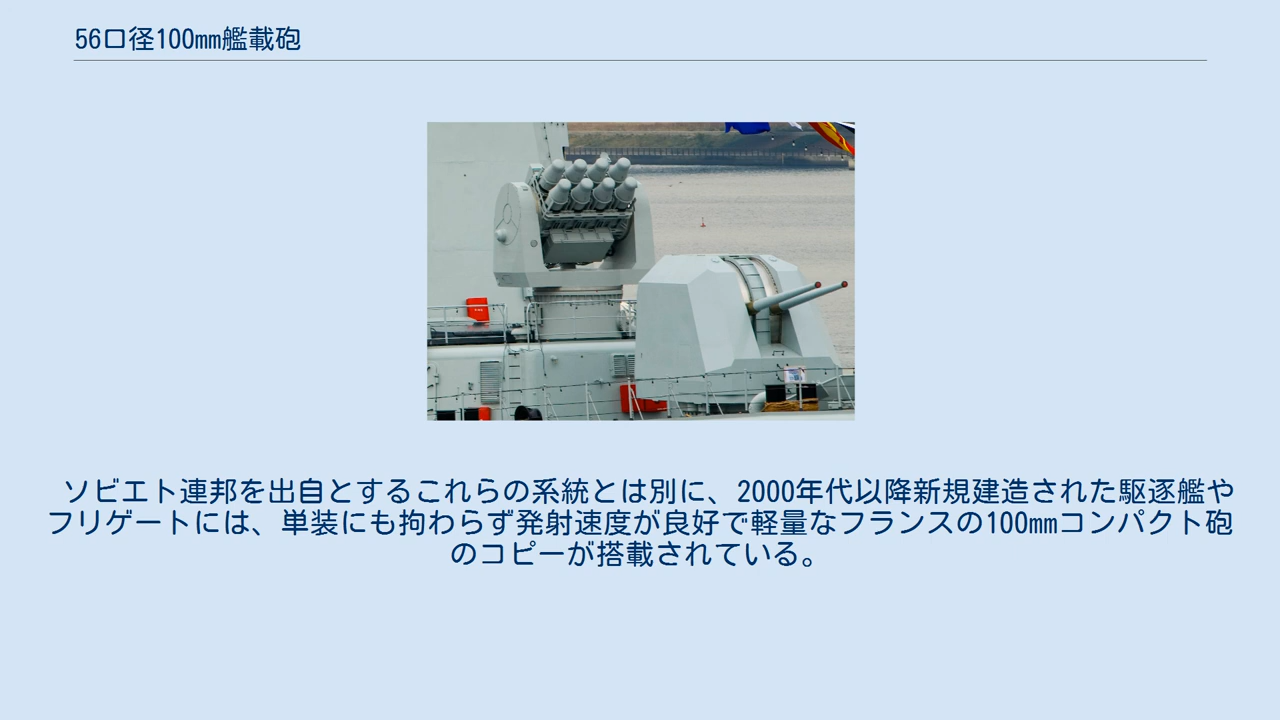 56口径100mm艦載砲
ソビエト連邦を出自とするこれらの系統とは別に、2000年代以降新規建造された駆逐艦や
フリゲートには、単装にも拘わらず発射速度が良好で軽量なフランスの100mmコンパクト砲
のコピーが搭載されている。